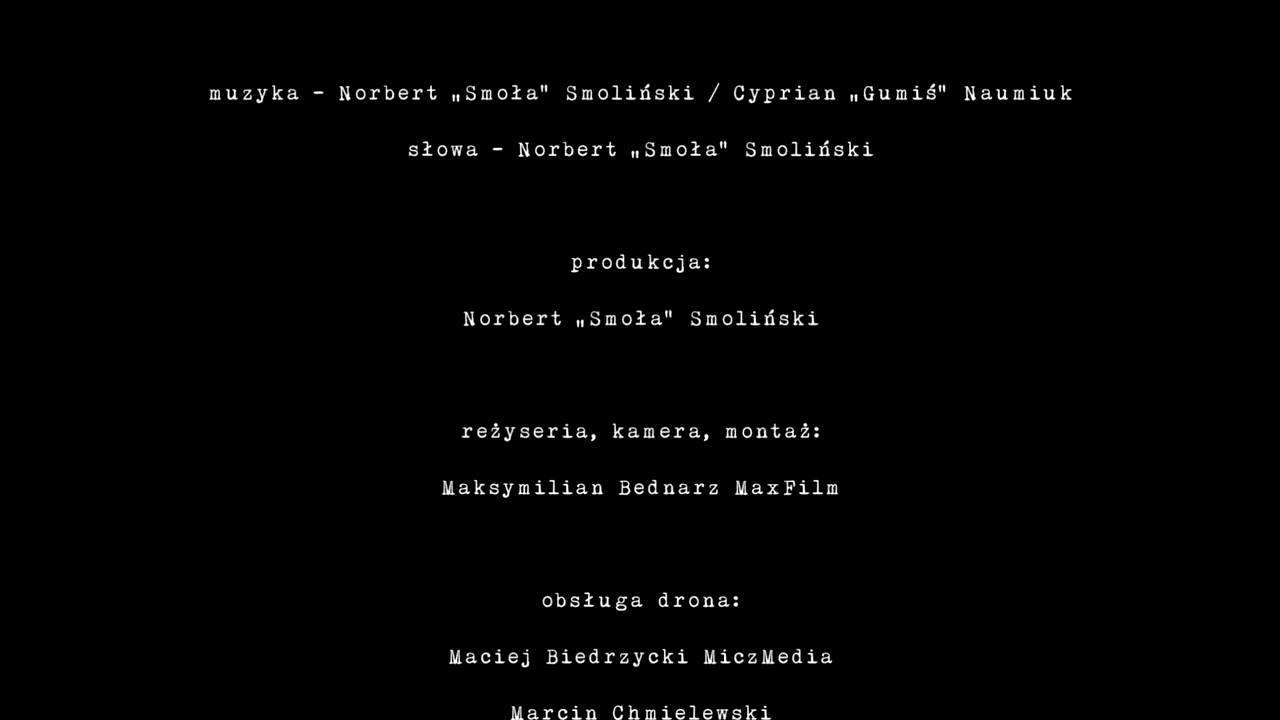 muzyka - Norbert „Smoła" Smoliński / Cyprian „Gumiś" Naumiuk
słowa - Norbert „Smoła" Smoliński
produkcja:
Norbert „Smoła" Smoliński
reżyseria, kamera, montaż:
Maksymilian Bednarz MaxFilm
obsługa drona:
Maciej Biedrzycki MiczMedia
Marcin Chmielewski